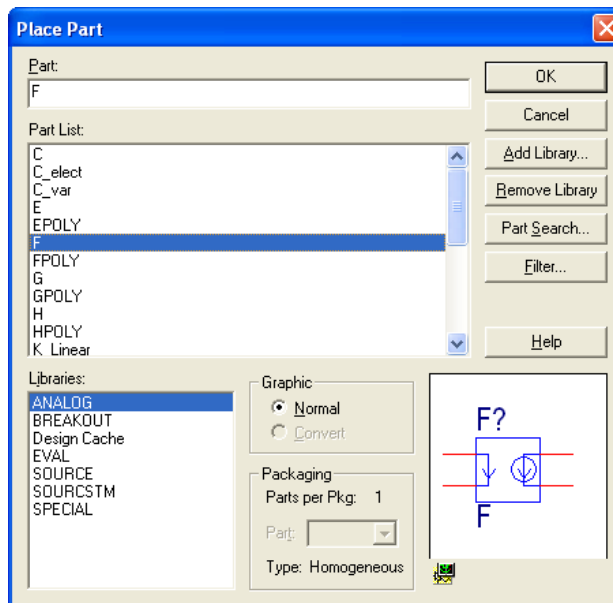 Place Part
Part:
F
OK
Cancel
Add Library...
Remove Library
Part Search...
Filter...
Help
Part List:
C
C_elect
C_var
E
EPOLY
F
FPOLY
G
GPOLY
H
HPOLY
K_Linear
Libraries:
ANALOG
BREAKOUT
Design Cache
EVAL
SOURCE
SOURCSTM
SPECIAL
Graphic
Normal
Convert
Packaging
Parts per Pkg: 1
Part:
Type: Homogeneous
F?
F